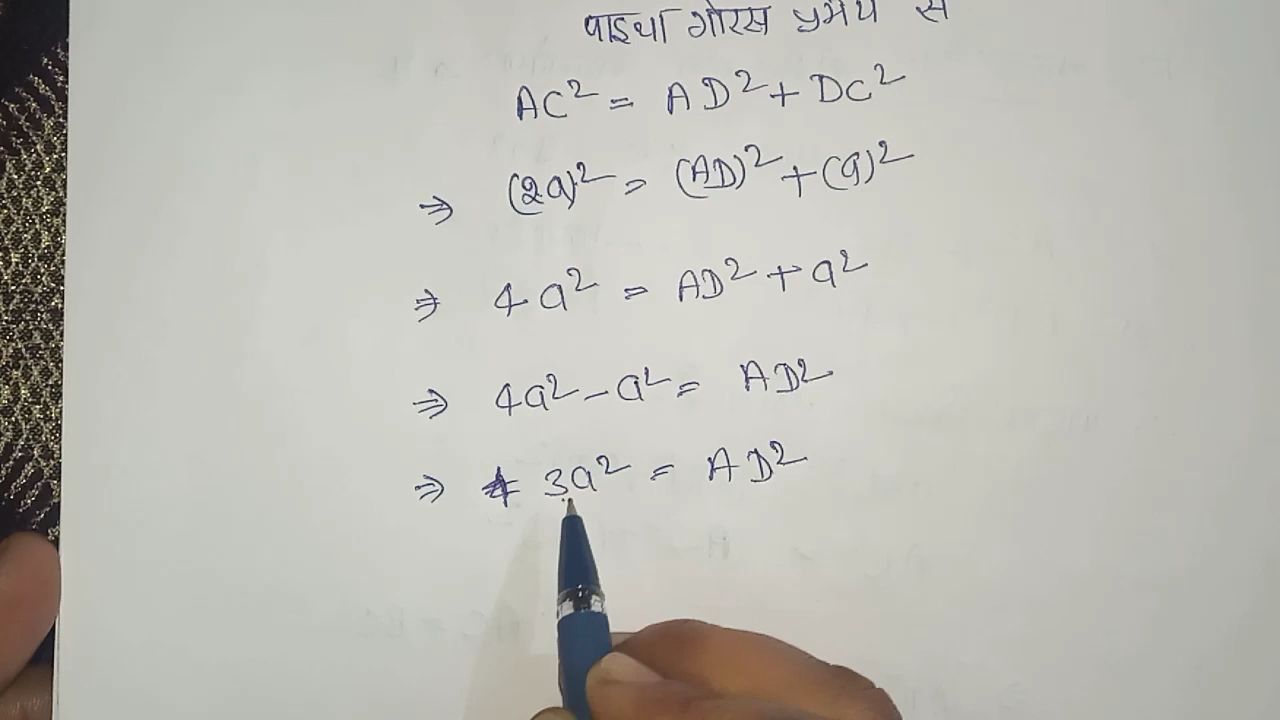 पाइथागोरस प्रमेय से
AC² = AD² + DC²
⇒ (2a)² = (AD)² + (a)²
⇒ 4a² = AD² + a²
⇒ 4a² - a² = AD²
⇒ 3a² = AD²